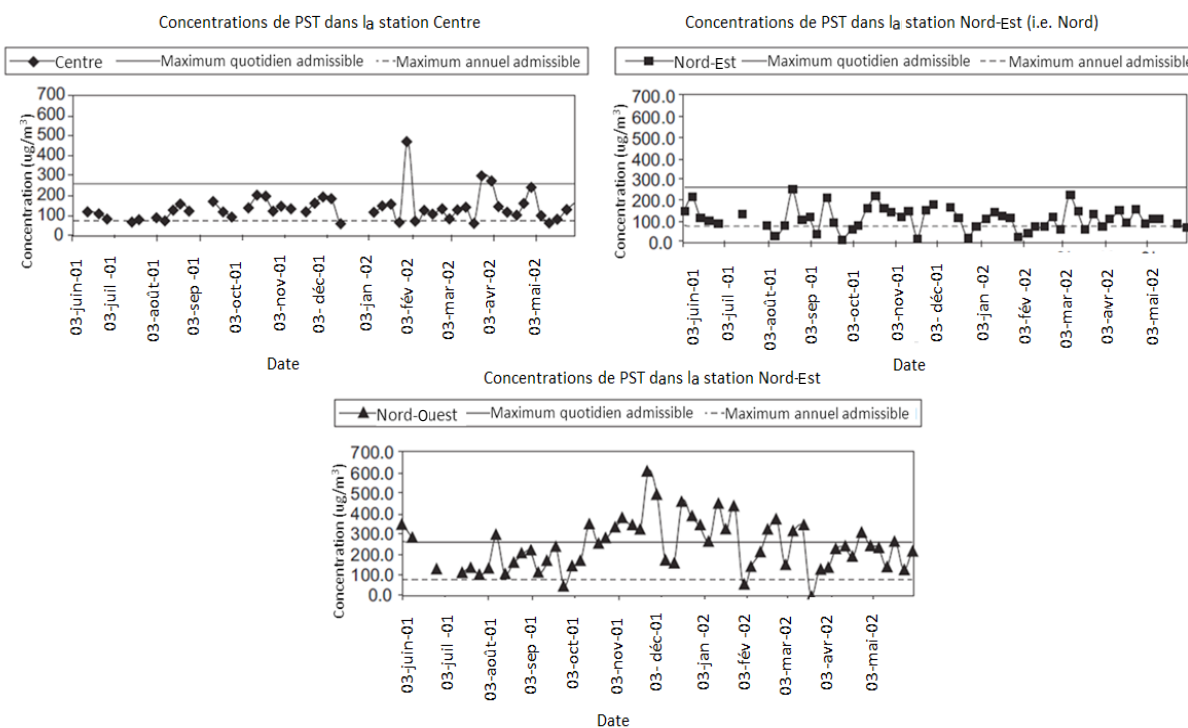 Concentrations de PST dans la station Centre
Centre Maximum quotidien admissible Maximum annuel admissible
Concentration (ug/m³)
700
600
500
400
300
200
100
0
03-juin-01
03-juil -01
03-août-01
03-sep -01
03-oct-01
03-nov-01
03- déc-01
03-jan -02
03-fév -02
03-mar-02
03-avr-02
03-mai-02
Date
Concentrations de PST dans la station Nord-Est (i.e. Nord)
Nord-Est Maximum quotidien admissible Maximum annuel admissible
Concentration (ug/m³)
700.0
600.0
500.0
400.0
300.0
200.0
100.0
0.0
03-juin-01
03-juil -01
03-août-01
03-sep -01
03-oct-01
03-nov-01
03- déc-01
03-jan -02
03-fév -02
03-mar-02
03-avr-02
03-mai-02
Date
Concentrations de PST dans la station Nord-Est
Nord-Ouest Maximum quotidien admissible Maximum annuel admissible
Concentration (ug/m³)
700.0
600.0
500.0
400.0
300.0
200.0
100.0
0.0
03-juin-01
03-juil -01
03-août-01
03-sep -01
03-oct-01
03-nov-01
03- déc-01
03-jan -02
03-fév -02
03-mar-02
03-avr-02
03-mai-02
Date